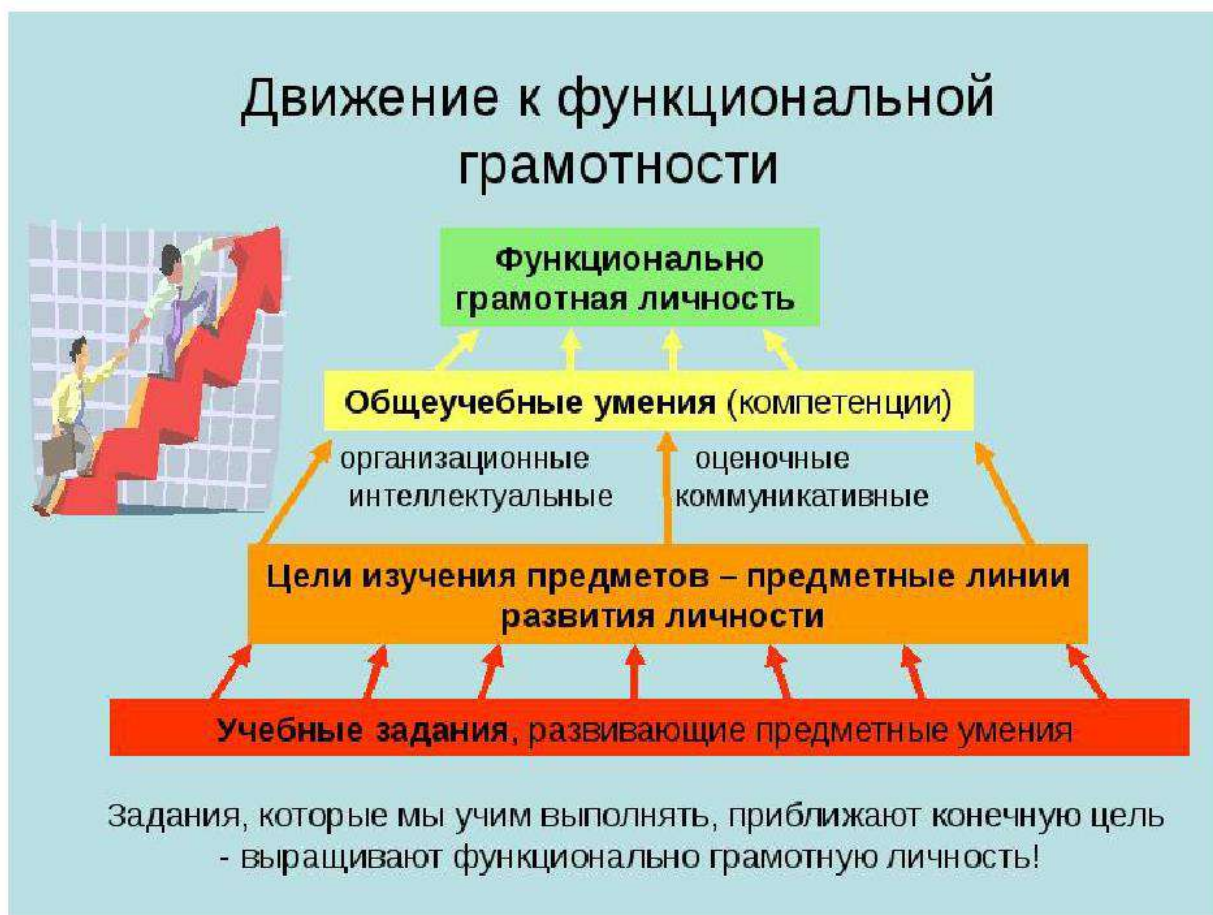 Движение к функциональной
грамотности
Функционально
грамотная личность
Общеучебные умения (компетенции)
организационные оценочные
интеллектуальные коммуникативные
Цели изучения предметов – предметные линии
развития личности
Учебные задания, развивающие предметные умения
Задания, которые мы учим выполнять, приближают конечную цель
- выращивают функционально грамотную личность!